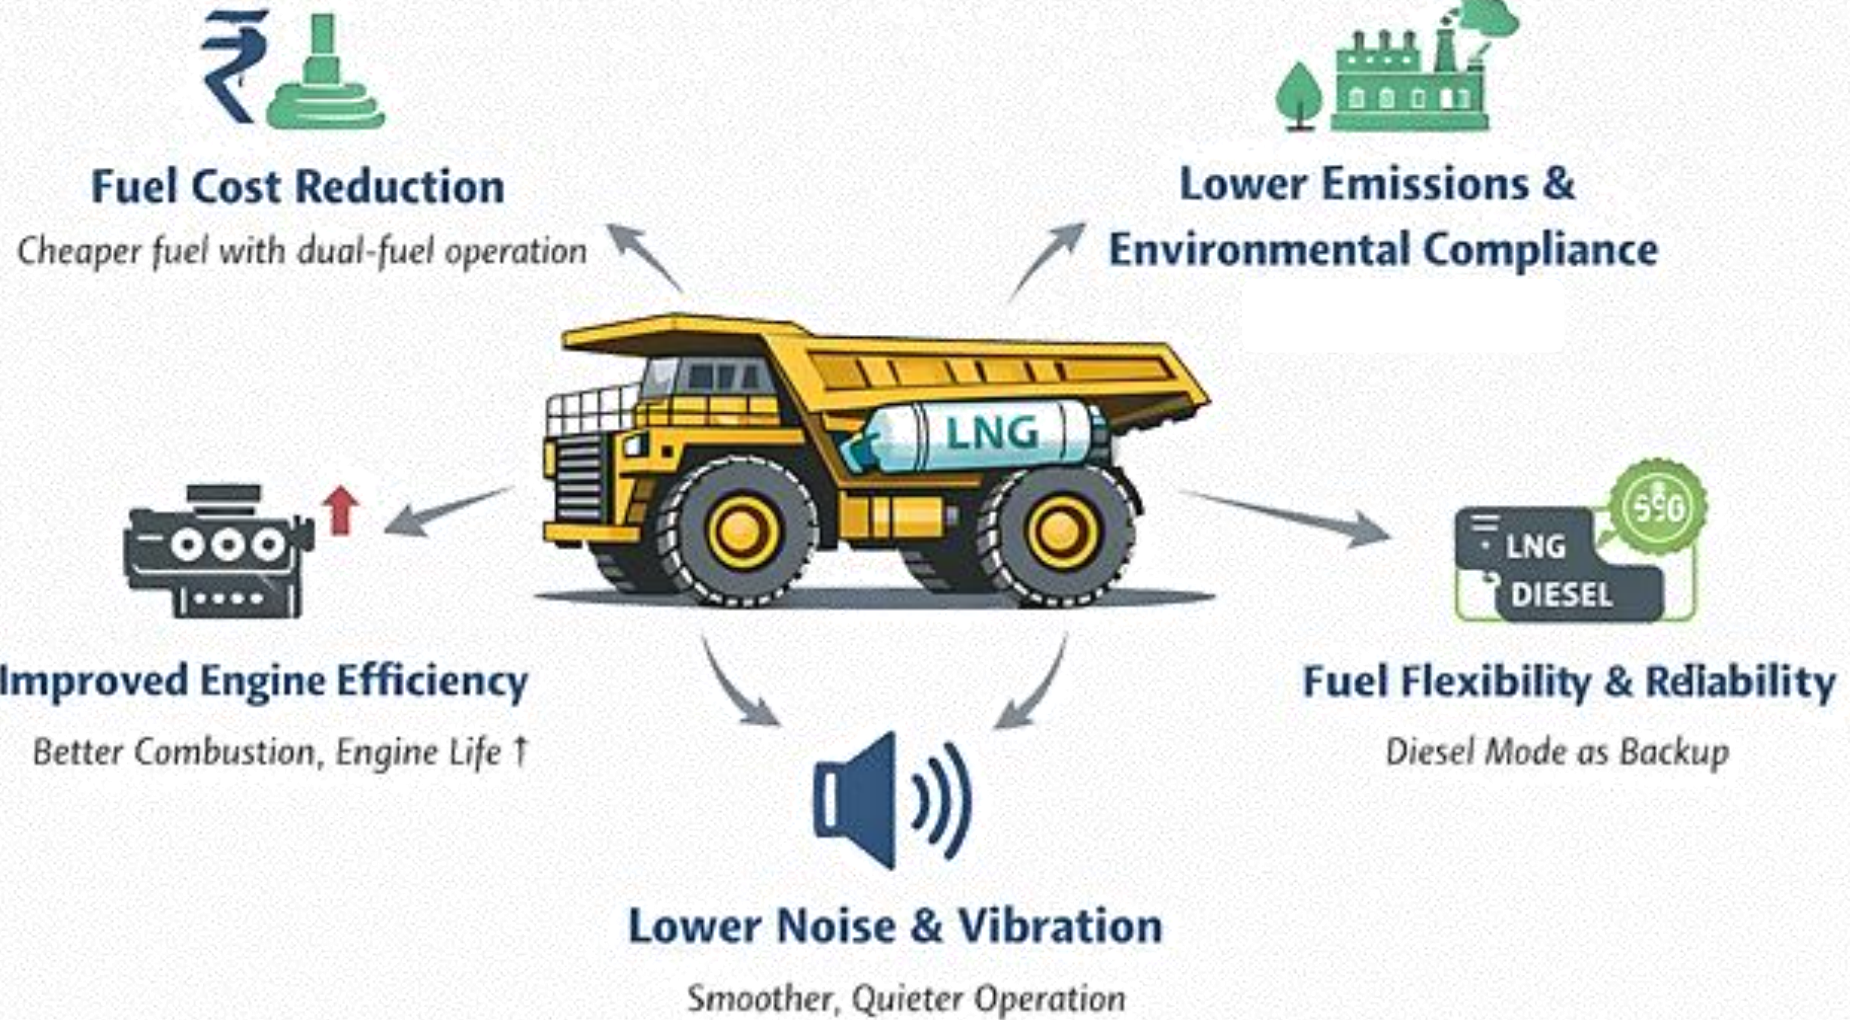 ₹
Fuel Cost Reduction
Cheaper fuel with dual-fuel operation
Lower Emissions &
Environmental Compliance
LNG
LNG
DIESEL
Improved Engine Efficiency
Better Combustion, Engine Life ↑
Fuel Flexibility & Reliability
Diesel Mode as Backup
Lower Noise & Vibration
Smoother, Quieter Operation